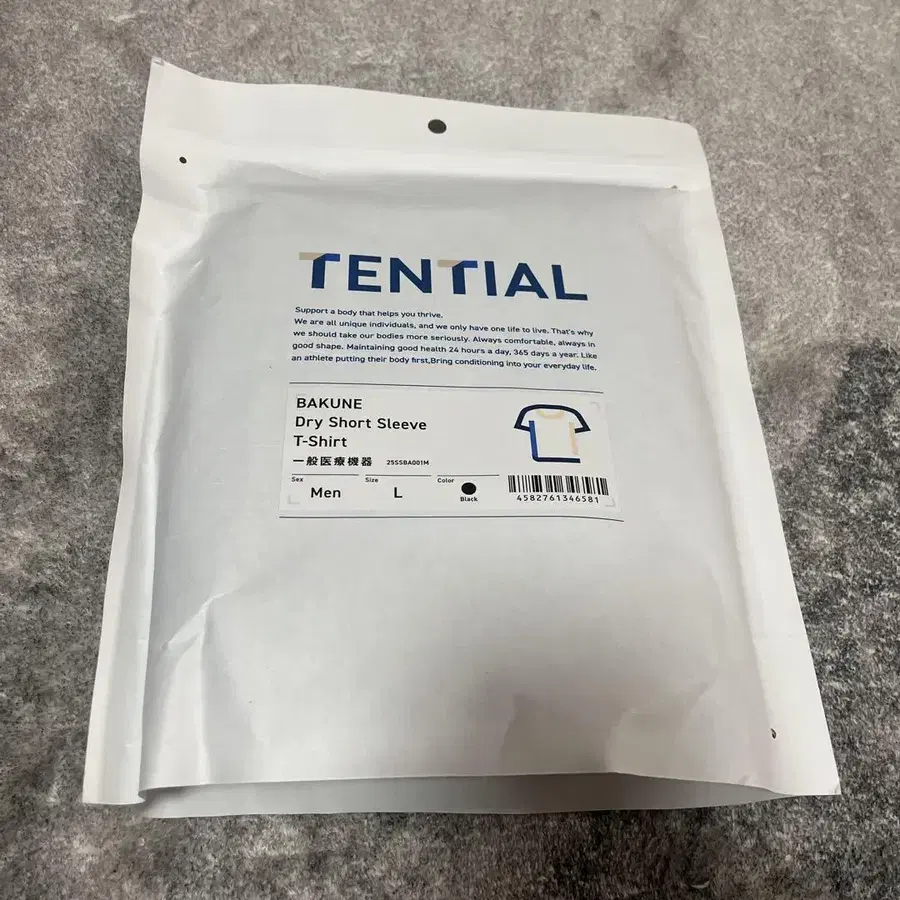 TENTIAL
Support a body that helps you thrive.
We are all unique individuals, and we only have one life to live. That's why
we should take our bodies more seriously. Always comfortable, always in
good shape. Maintaining good health 24 hours a day, 365 days a year. Like
an athlete putting their body first,Bring conditioning into your everyday life.
BAKUNE
Dry Short Sleeve
T-Shirt
一般医療機器 25SSBA001M
Sex Size Color
Men L Black
4582761346581